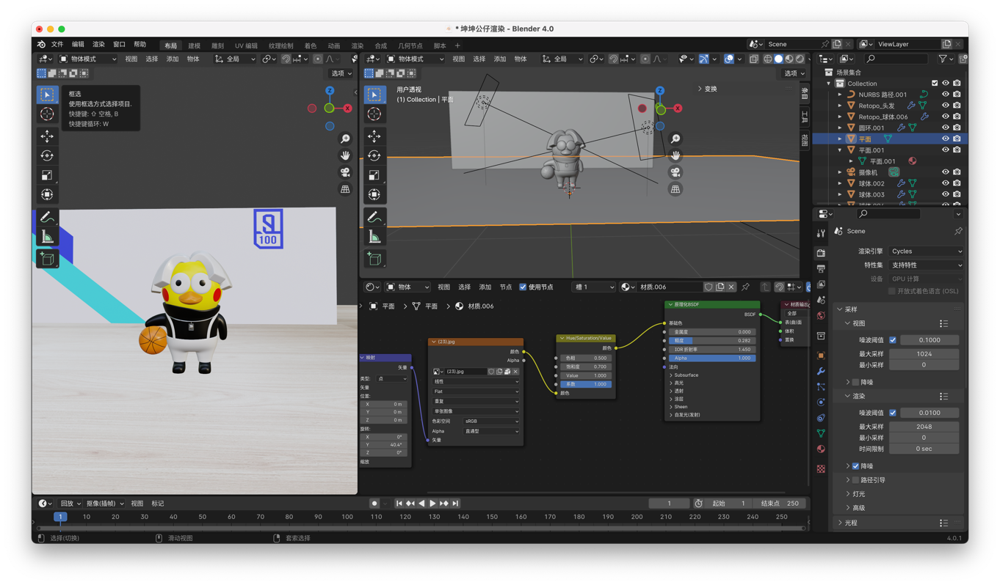 * 坤坤公仔渲染 - Blender 4.0
文件 编辑 渲染 窗口 帮助 布局 建模 雕刻 UV 编辑 纹理绘制 着色 动画 渲染 合成 几何节点 脚本 + Scene ViewLayer
物体模式 视图 选择 添加 物体 全局
物体模式 视图 选择 添加 物体 全局
选项
选项
框选
使用框选方式选择项目.
快捷键: ⇧ 空格, B
快捷键循环: W
Z
X
SL
100
用户透视
(1) Collection | 平面
变换
Z
X
条目
工具
视图
场景集合
Collection
NURBS 路径.001
Retopo_头发
Retopo_球体.006
圆环.001
平面
平面.001
平面.001
摄像机
球体.002
球体.003
物体 视图 选择 添加 节点 使用节点 槽 1 材质.006
平面 > 平面 > 材质.006
映射
矢量
类型: 点
矢量
位置:
X 0 m
Y 0 m
Z 0 m
旋转:
X 0°
Y 40.4°
Z 0°
缩放
(23).jpg
颜色
Alpha
(23).jpg
线性
Flat
重复
单张图像
色彩空间 sRGB
Alpha 直通型
矢量
Hue/Saturation/Value
颜色
色相 0.500
饱和度 0.700
Value 1.000
系数 1.000
颜色
原理化BSDF
BSDF
基础色
金属度 0.000
糙度 0.282
IOR 折射率 1.450
Alpha 1.000
法向
Subsurface
高光
透射
涂层
Sheen
自发光(发射)
材质输出
全部
表(曲)面
体积
置换
Scene
渲染引擎 Cycles
特性集 支持特性
设备 GPU 计算
开放式着色语言 (OSL)
采样
视图
噪波阈值 0.1000
最大采样 1024
最小采样 0
降噪
渲染
噪波阈值 0.0100
最大采样 2048
最小采样 0
时间限制 0 sec
降噪
路径引导
灯光
高级
光程
回放 抠像(插帧) 视图 标记 1 起始 1 结束点 250
1 10 20 30 40 50 60 70 80 90 100 110 120 130 140 150 160 170 180 190 200 210 220 230 240 250
选择(切换) 滑动视图 套索选择 4.0.1